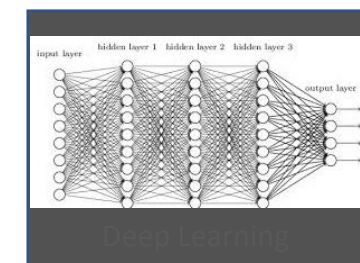 input layer
hidden layer 1 hidden layer 2 hidden layer 3
output layer
Deep Learning